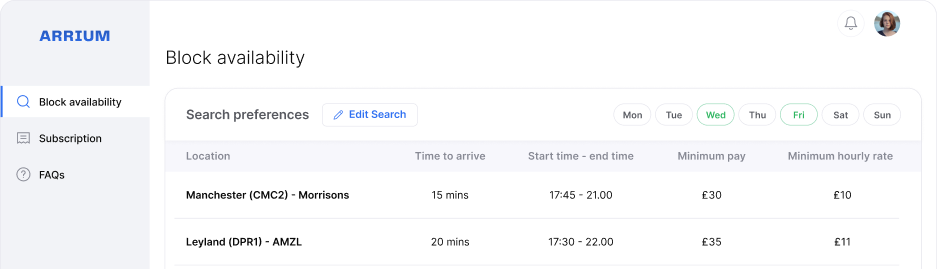 ARRIUM
Block availability
Subscription
FAQs
Block availability
Search preferences Edit Search Mon Tue Wed Thu Fri Sat Sun
Location Time to arrive Start time - end time Minimum pay Minimum hourly rate
Manchester (CMC2) - Morrisons 15 mins 17:45 - 21.00 £30 £10
Leyland (DPR1) - AMZL 20 mins 17:30 - 22.00 £35 £11